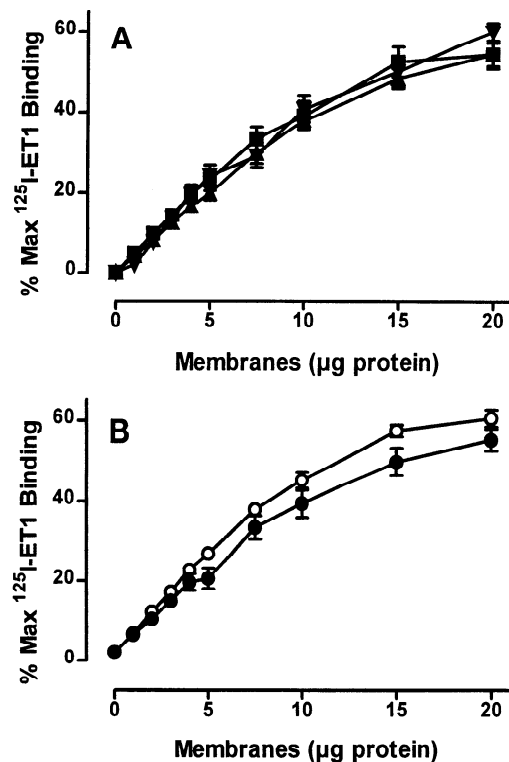 A
60
40
20
0
% Max ¹²⁵I-ET1 Binding
0 5 10 15 20
Membranes (µg protein)
B
60
40
20
0
% Max ¹²⁵I-ET1 Binding
0 5 10 15 20
Membranes (µg protein)